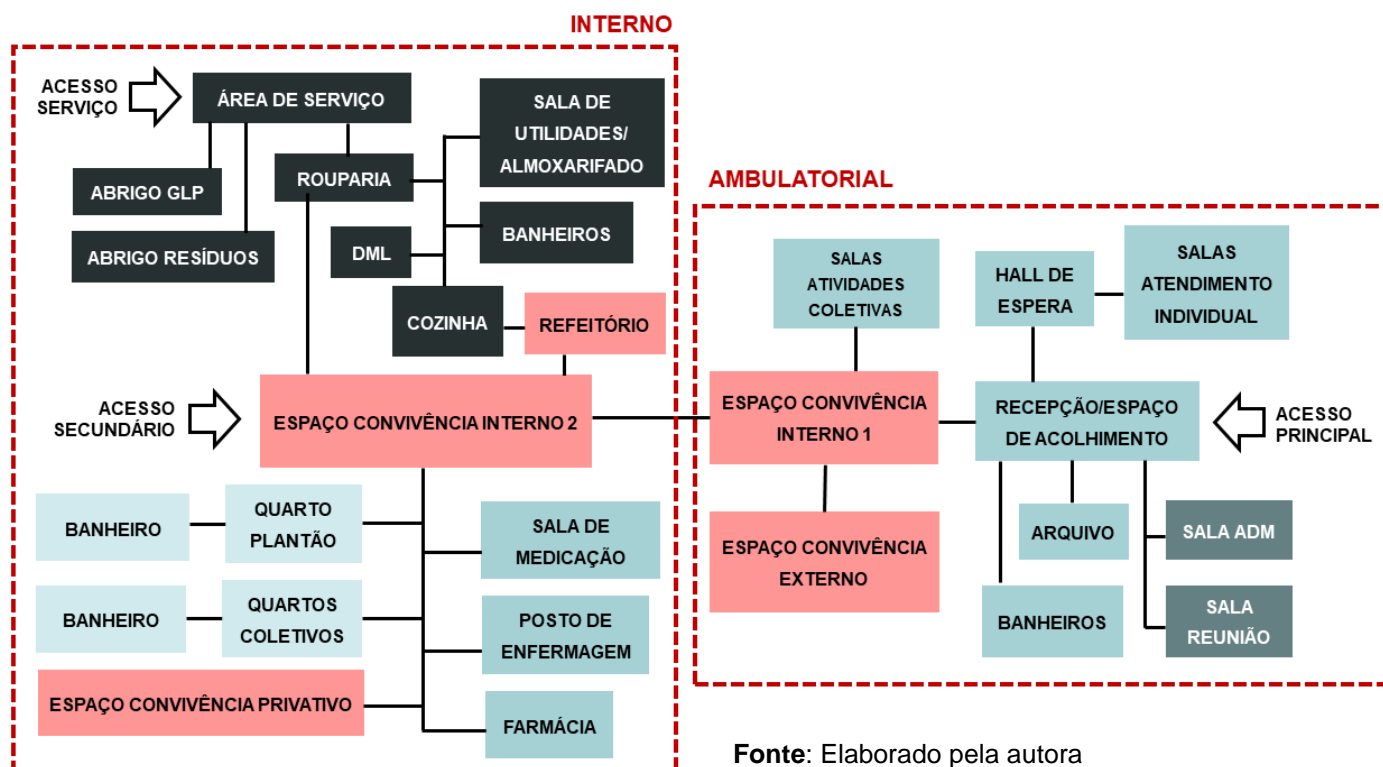 INTERNO
ACESSO
SERVIÇO
ÁREA DE SERVIÇO
SALA DE
UTILIDADES/
ALMOXARIFADO
ABRIGO GLP
ROUPARIA
ABRIGO RESÍDUOS
DML
BANHEIROS
COZINHA
REFEITÓRIO
ACESSO
SECUNDÁRIO
ESPAÇO CONVIVÊNCIA INTERNO 2
BANHEIRO
QUARTO
PLANTÃO
SALA DE
MEDICAÇÃO
BANHEIRO
QUARTOS
COLETIVOS
POSTO DE
ENFERMAGEM
ESPAÇO CONVIVÊNCIA PRIVATIVO
FARMÁCIA
AMBULATORIAL
SALAS
ATIVIDADES
COLETIVAS
HALL DE
ESPERA
SALAS
ATENDIMENTO
INDIVIDUAL
ESPAÇO CONVIVÊNCIA
INTERNO 1
RECEPÇÃO/ESPAÇO
DE ACOLHIMENTO
ACESSO
PRINCIPAL
ESPAÇO CONVIVÊNCIA
EXTERNO
ARQUIVO
SALA ADM
BANHEIROS
SALA
REUNIÃO
Fonte: Elaborado pela autora